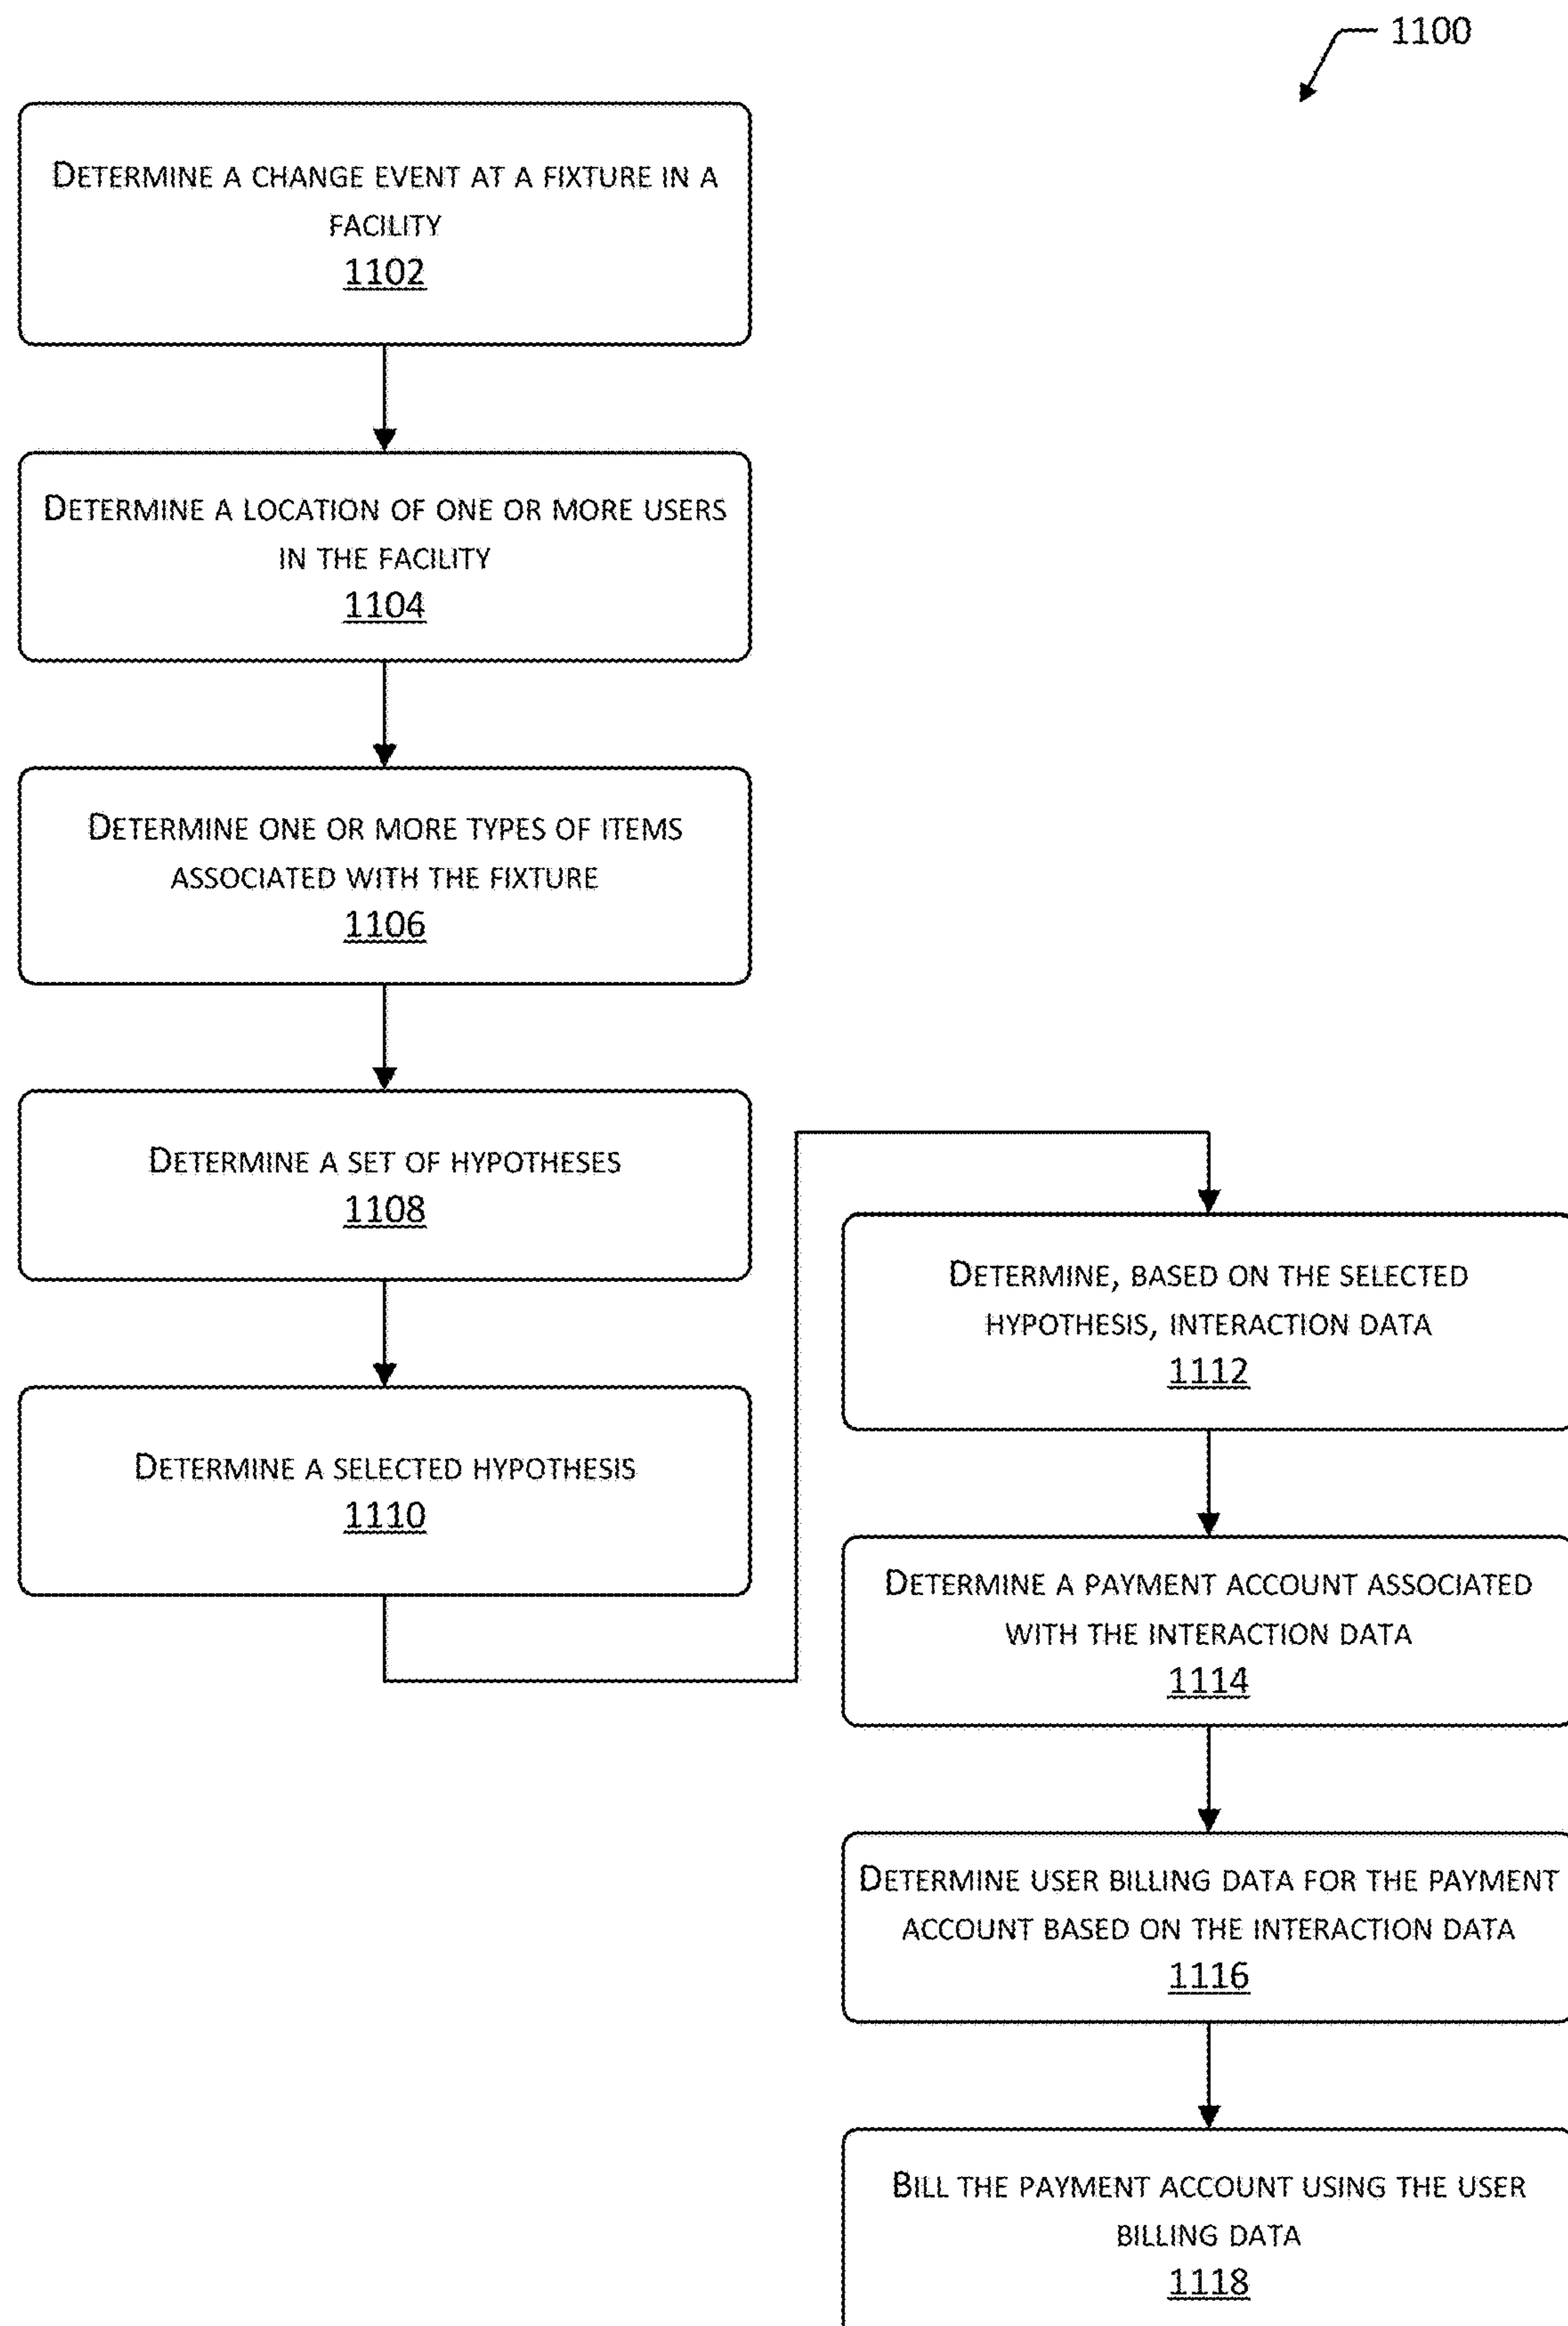 1100
DETERMINE A CHANGE EVENT AT A FIXTURE IN A
FACILITY
1102
DETERMINE A LOCATION OF ONE OR MORE USERS
IN THE FACILITY
1104
DETERMINE ONE OR MORE TYPES OF ITEMS
ASSOCIATED WITH THE FIXTURE
1106
DETERMINE A SET OF HYPOTHESES
1108
DETERMINE A SELECTED HYPOTHESIS
1110
DETERMINE, BASED ON THE SELECTED
HYPOTHESIS, INTERACTION DATA
1112
DETERMINE A PAYMENT ACCOUNT ASSOCIATED
WITH THE INTERACTION DATA
1114
DETERMINE USER BILLING DATA FOR THE PAYMENT
ACCOUNT BASED ON THE INTERACTION DATA
1116
BILL THE PAYMENT ACCOUNT USING THE USER
BILLING DATA
1118